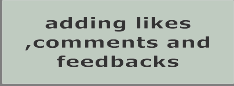 adding likes
,comments and
feedbacks